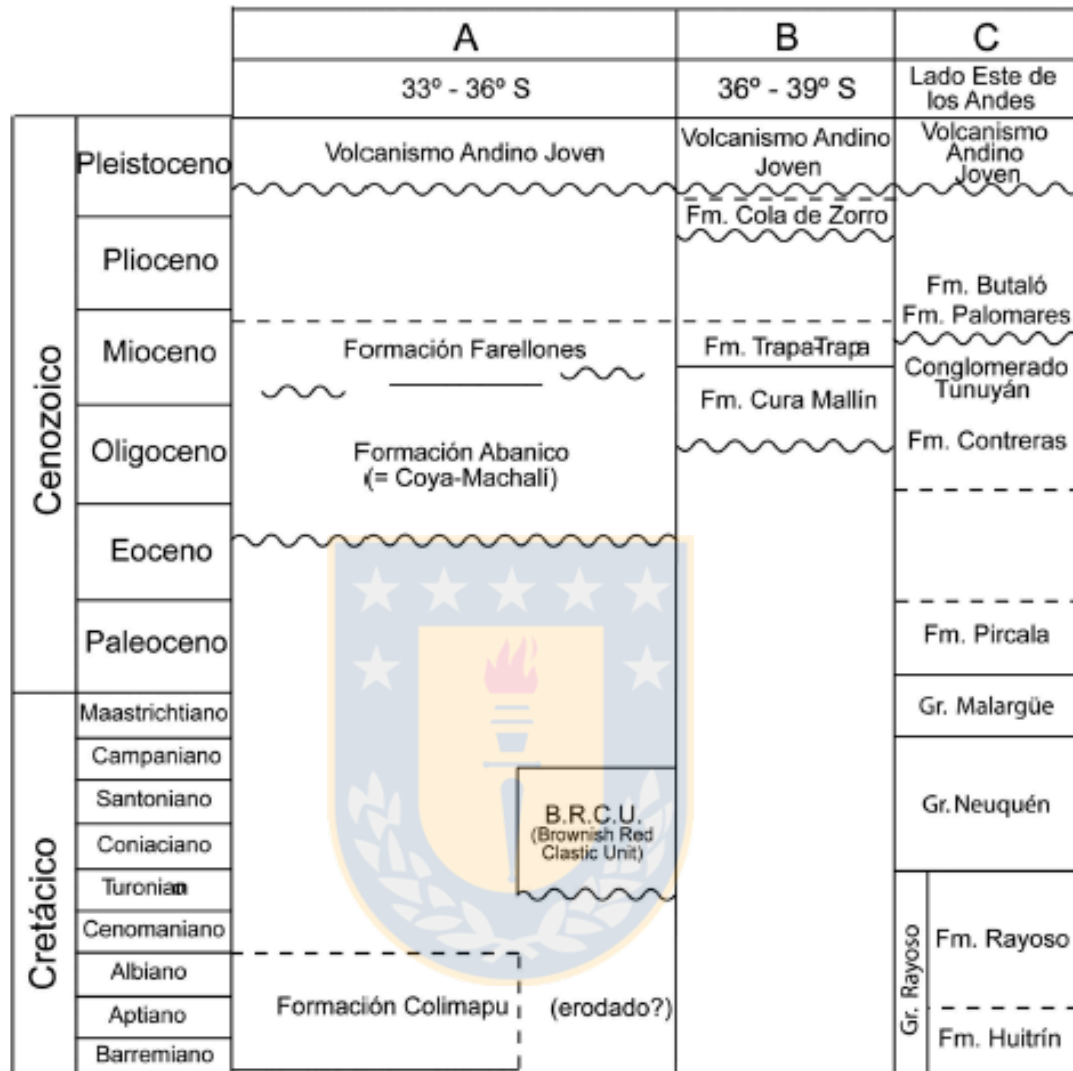 A
B
C
33º - 36º S
36º - 39º S
Lado Este de
los Andes
Cenozoico
Pleistoceno
Volcanismo Andino Joven
Volcanismo Andino
Joven
Volcanismo
Andino
Joven
Fm. Cola de Zorro
Plioceno
Fm. Butaló
Fm. Palomares
Mioceno
Formación Farellones
Fm. Trapa-Trapa
Conglomerado
Tunuyán
Fm. Cura Mallín
Oligoceno
Formación Abanico
(= Coya-Machalí)
Fm. Contreras
Eoceno
Paleoceno
Fm. Pircala
Cretácico
Maastrichtiano
Gr. Malargüe
Campaniano
Santoniano
B.R.C.U.
(Brownish Red
Clastic Unit)
Gr. Neuquén
Coniaciano
Turonian
Cenomaniano
Gr. Rayoso
Fm. Rayoso
Albiano
Aptiano
Formación Colimapu
(erodado?)
Fm. Huitrín
Barremiano